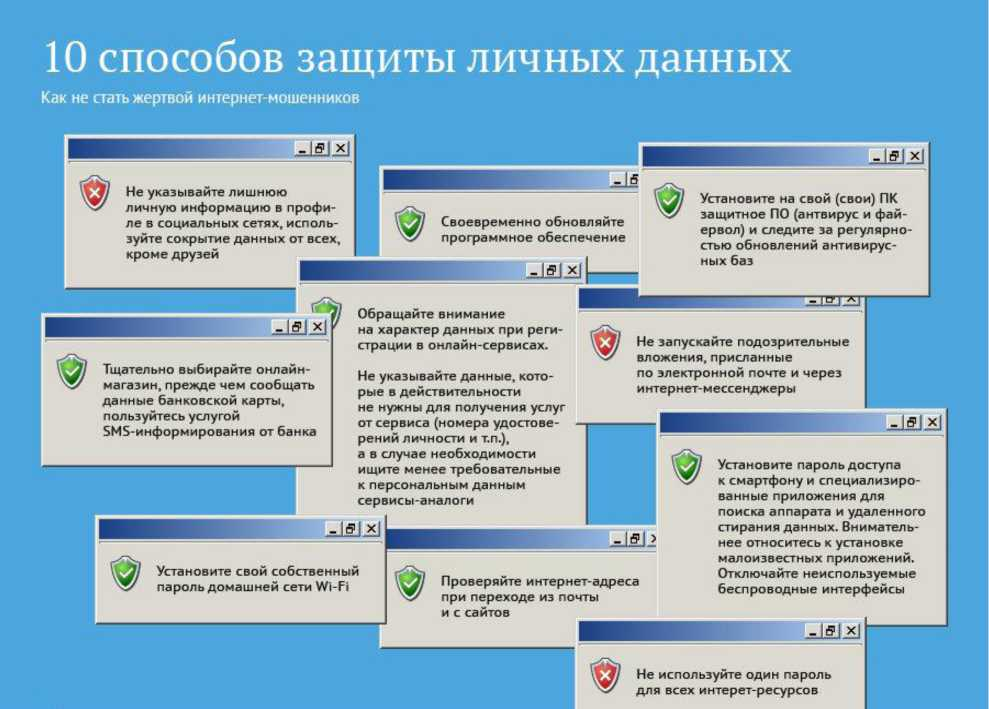 10 способов защиты личных данных
Как не стать жертвой интернет-мошенников
Не указывайте лишнюю
личную информацию в профи-
ле в социальных сетях, исполь-
зуйте сокрытие данных от всех,
кроме друзей
Своевременно обновляйте
программное обеспечение
Установите на свой (свои) ПК
защитное ПО (антвирус и фай-
ервол) и следите за регулярно-
стью обновлений антивирус-
ных баз
Тщательно выбирайте онлайн-
магазин, прежде чем сообщать
данные банковской карты,
пользуйтесь услугой
SMS-информирования от банка
Обращайте внимание
на характер данных при реги-
страции в онлайн-сервисах.
Не указывайте данные, кото-
рые в действительности
не нужны для получения услуг
от сервиса (номера удостове-
рений личности и т.п.),
а в случае необходимости
ищите менее требовательные
к персональным данным
сервисы-аналоги
Не запускайте подозрительные
вложения, присланные
по электронной почте и через
интернет-мессенджеры
Установите пароль доступа
к смартфону и специализиро-
ванные приложения для
поиска аппарата и удаленного
стирания данных. Вниматель-
нее относитесь к установке
малоизвестных приложений.
Отключайте неиспользуемые
беспроводные интерфейсы
Установите свой собственный
пароль домашней сети Wi-Fi
Проверяйте интернет-адреса
при переходе из почты
и с сайтов
Не используйте один пароль
для всех интерет-ресурсов